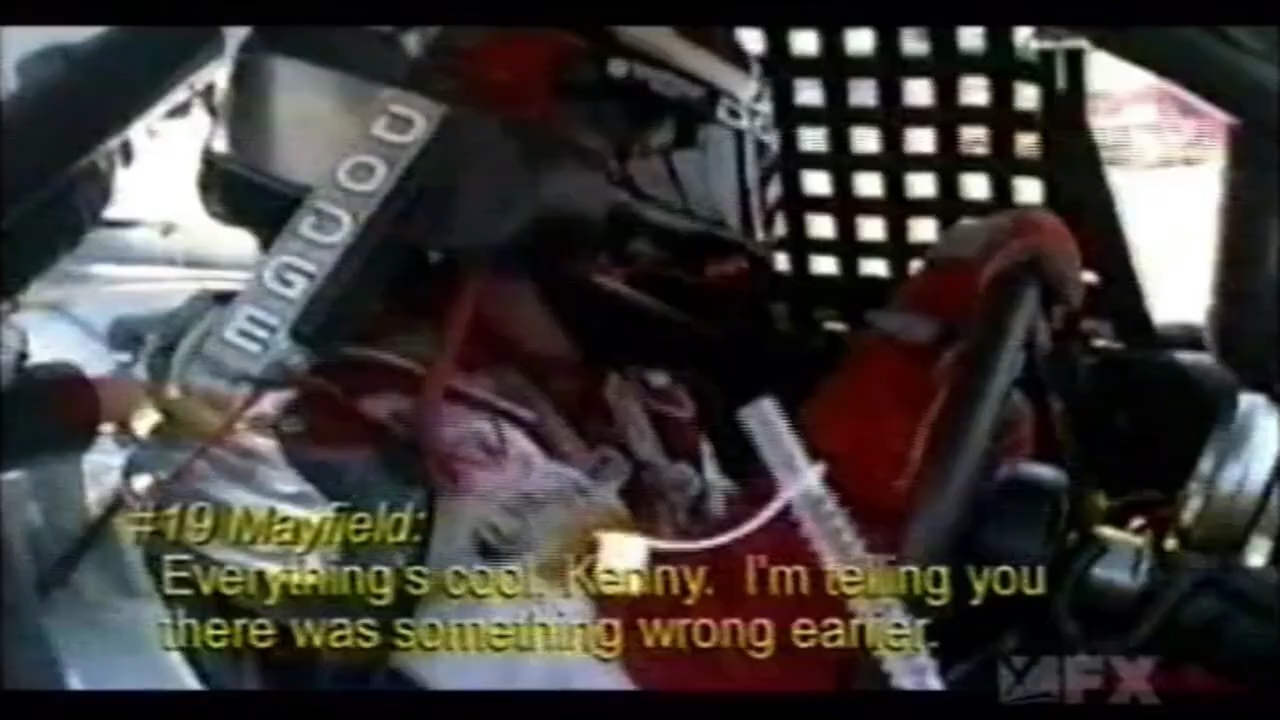 DODGE
#19 Mayfield:
Everything's cool, Kenny. I'm telling you
there was something wrong earlier.
FX